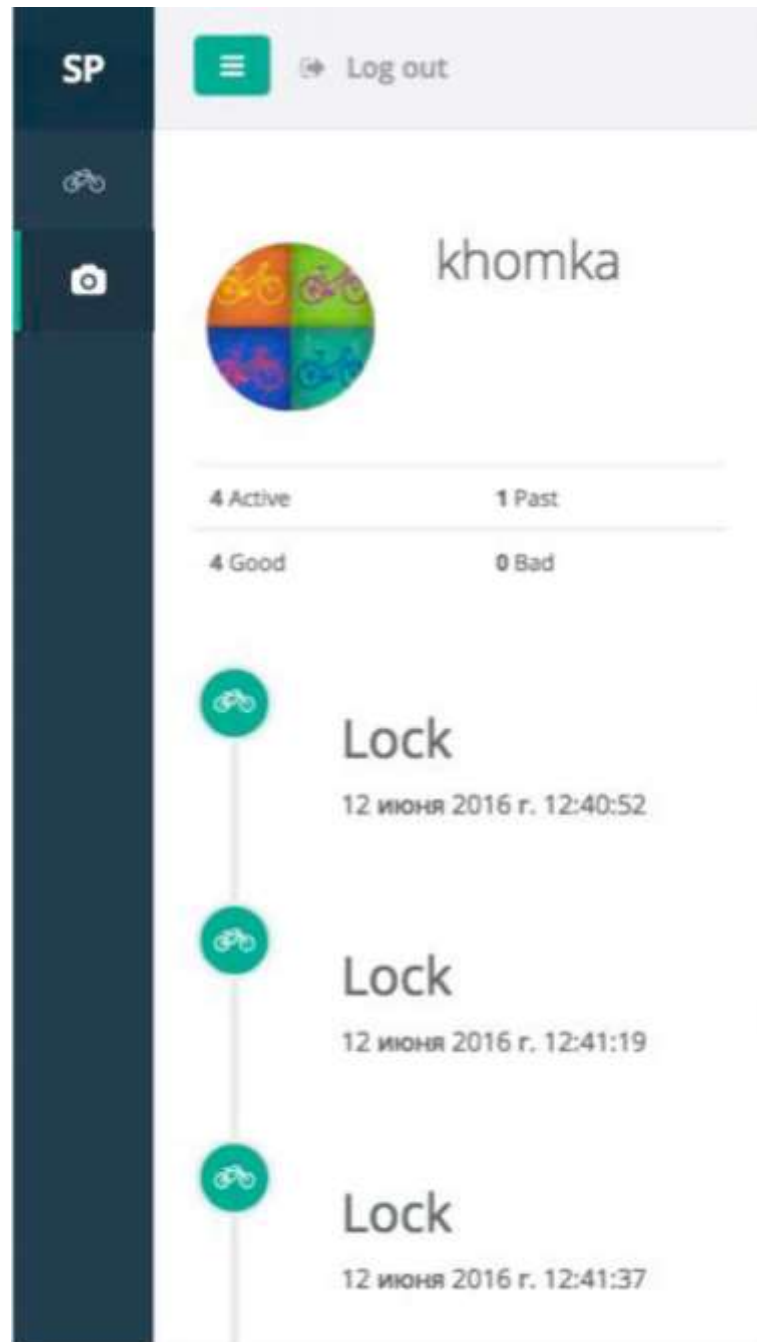 SP
Log out
khomka
4 Active
1 Past
4 Good
0 Bad
Lock
12 июня 2016 г. 12:40:52
Lock
12 июня 2016 г. 12:41:19
Lock
12 июня 2016 г. 12:41:37